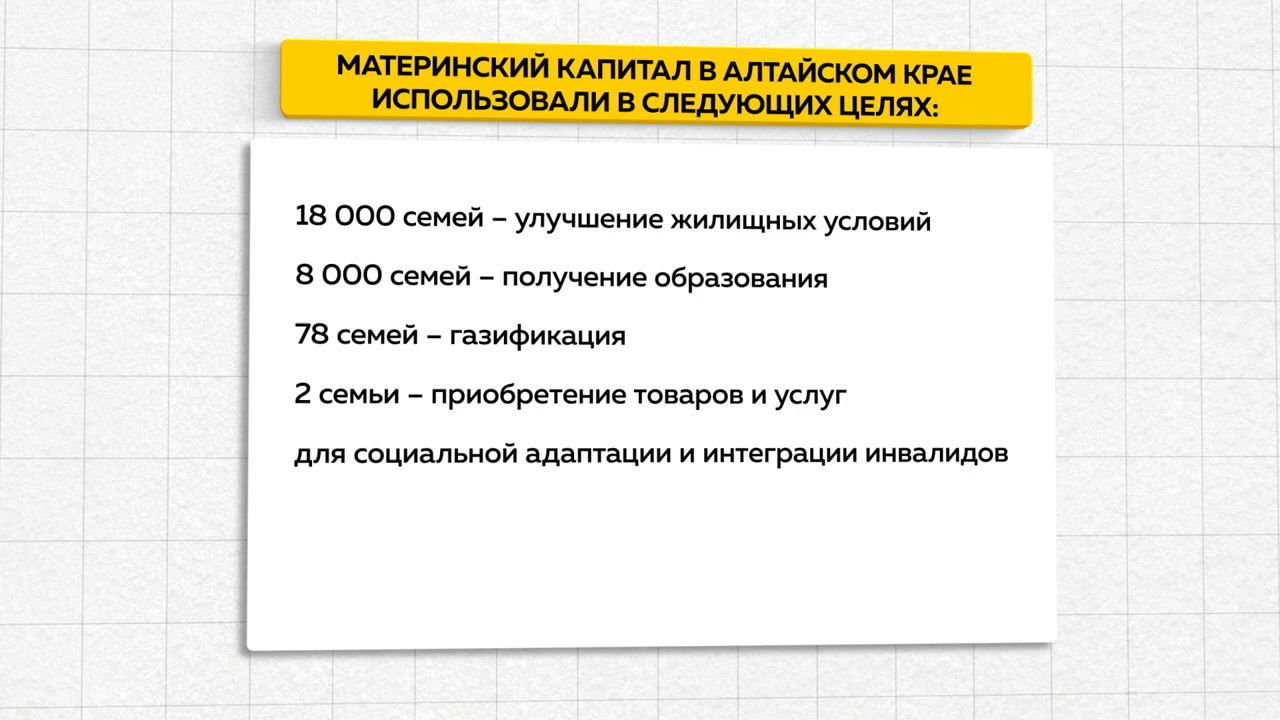 МАТЕРИНСКИЙ КАПИТАЛ В АЛТАЙСКОМ КРАЕ
ИСПОЛЬЗОВАЛИ В СЛЕДУЮЩИХ ЦЕЛЯХ:
18 000 семей – улучшение жилищных условий
8 000 семей – получение образования
78 семей – газификация
2 семьи – приобретение товаров и услуг
для социальной адаптации и интеграции инвалидов